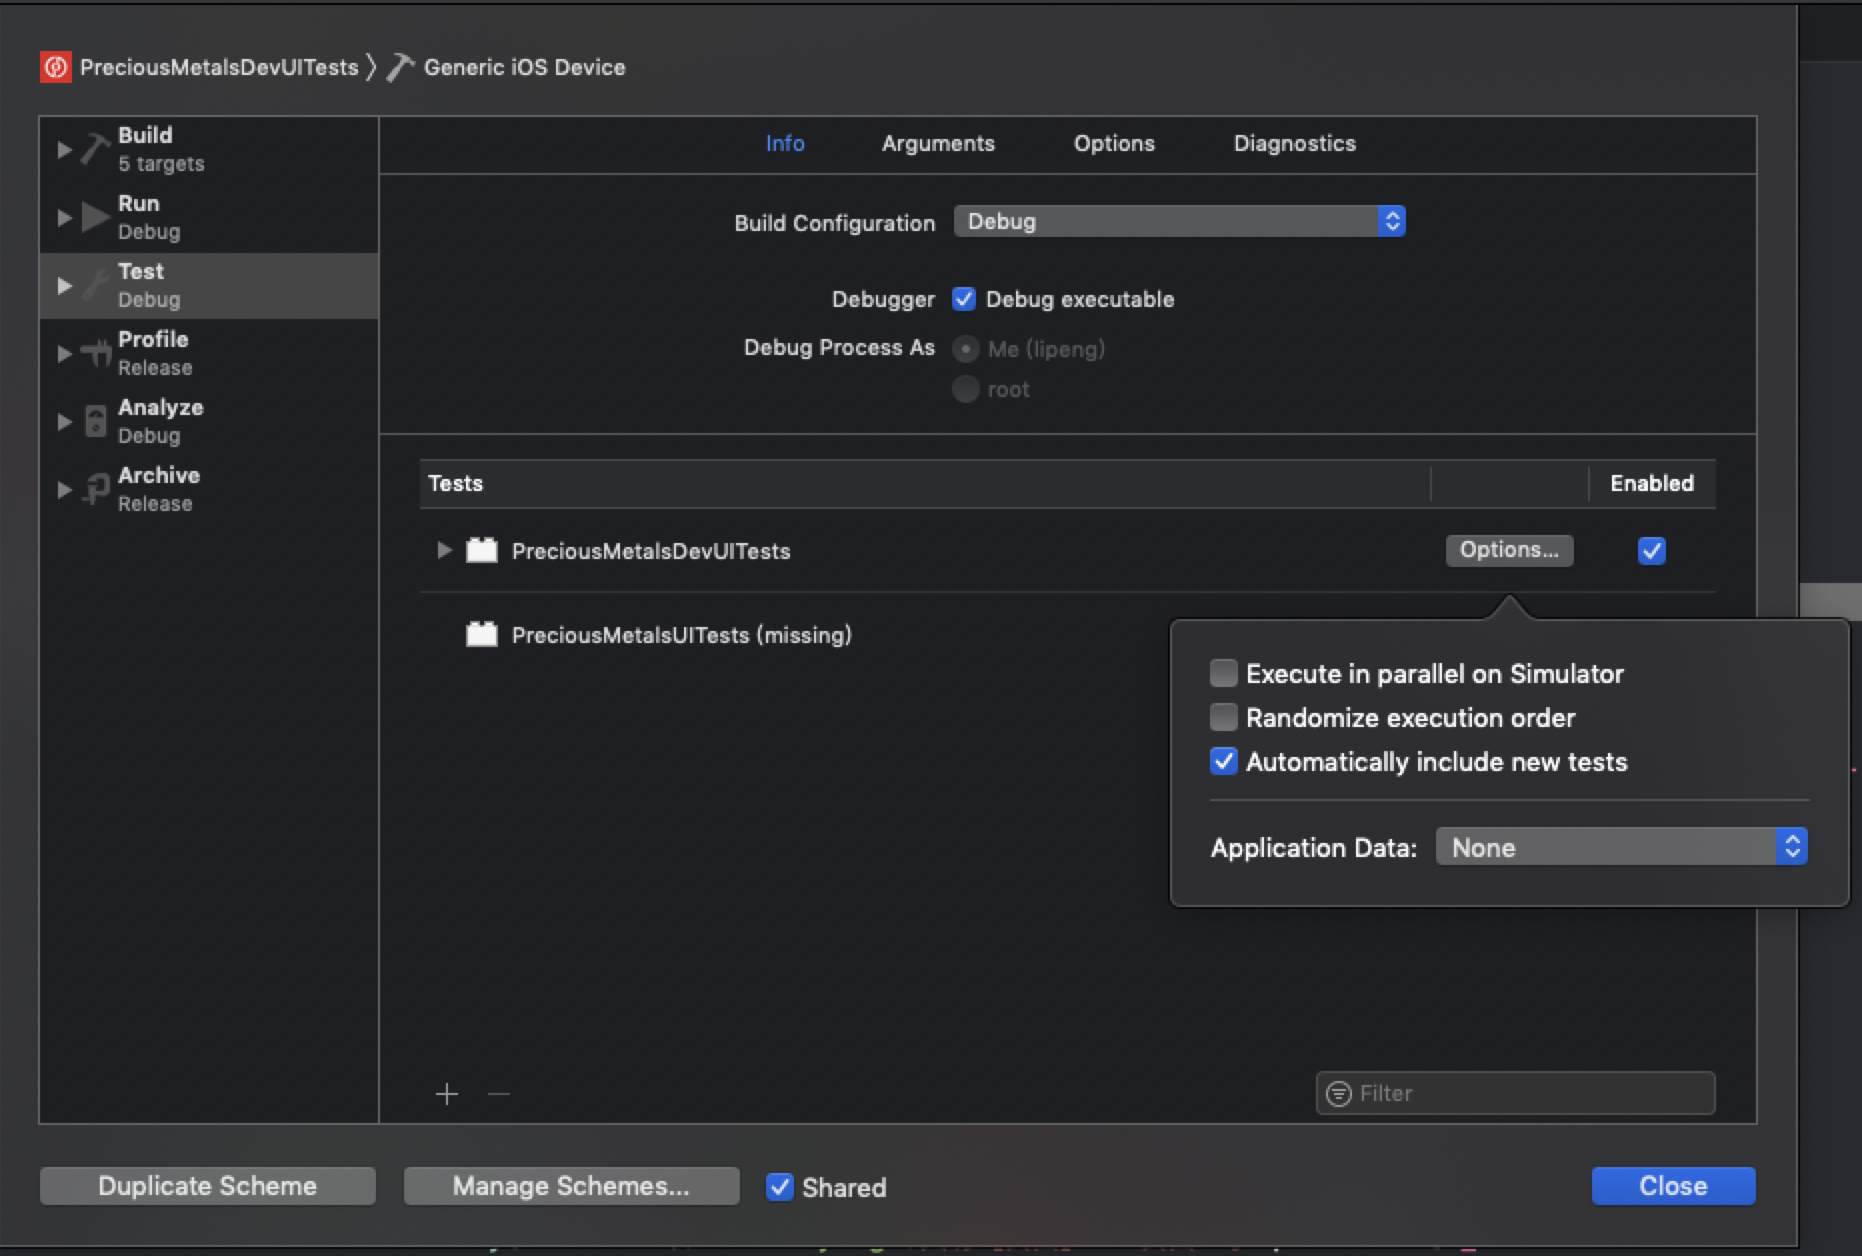 PreciousMetalsDevUITests 〉 Generic iOS Device
Build
5 targets
Run
Debug
Test
Debug
Profile
Release
Analyze
Debug
Archive
Release
Info Arguments Options Diagnostics
Build Configuration Debug
Debugger Debug executable
Debug Process As Me (lipeng)
root
Tests Enabled
PreciousMetalsDevUITests Options...
PreciousMetalsUITests (missing)
Execute in parallel on Simulator
Randomize execution order
Automatically include new tests
Application Data: None
Filter
Duplicate Scheme Manage Schemes... Shared Close